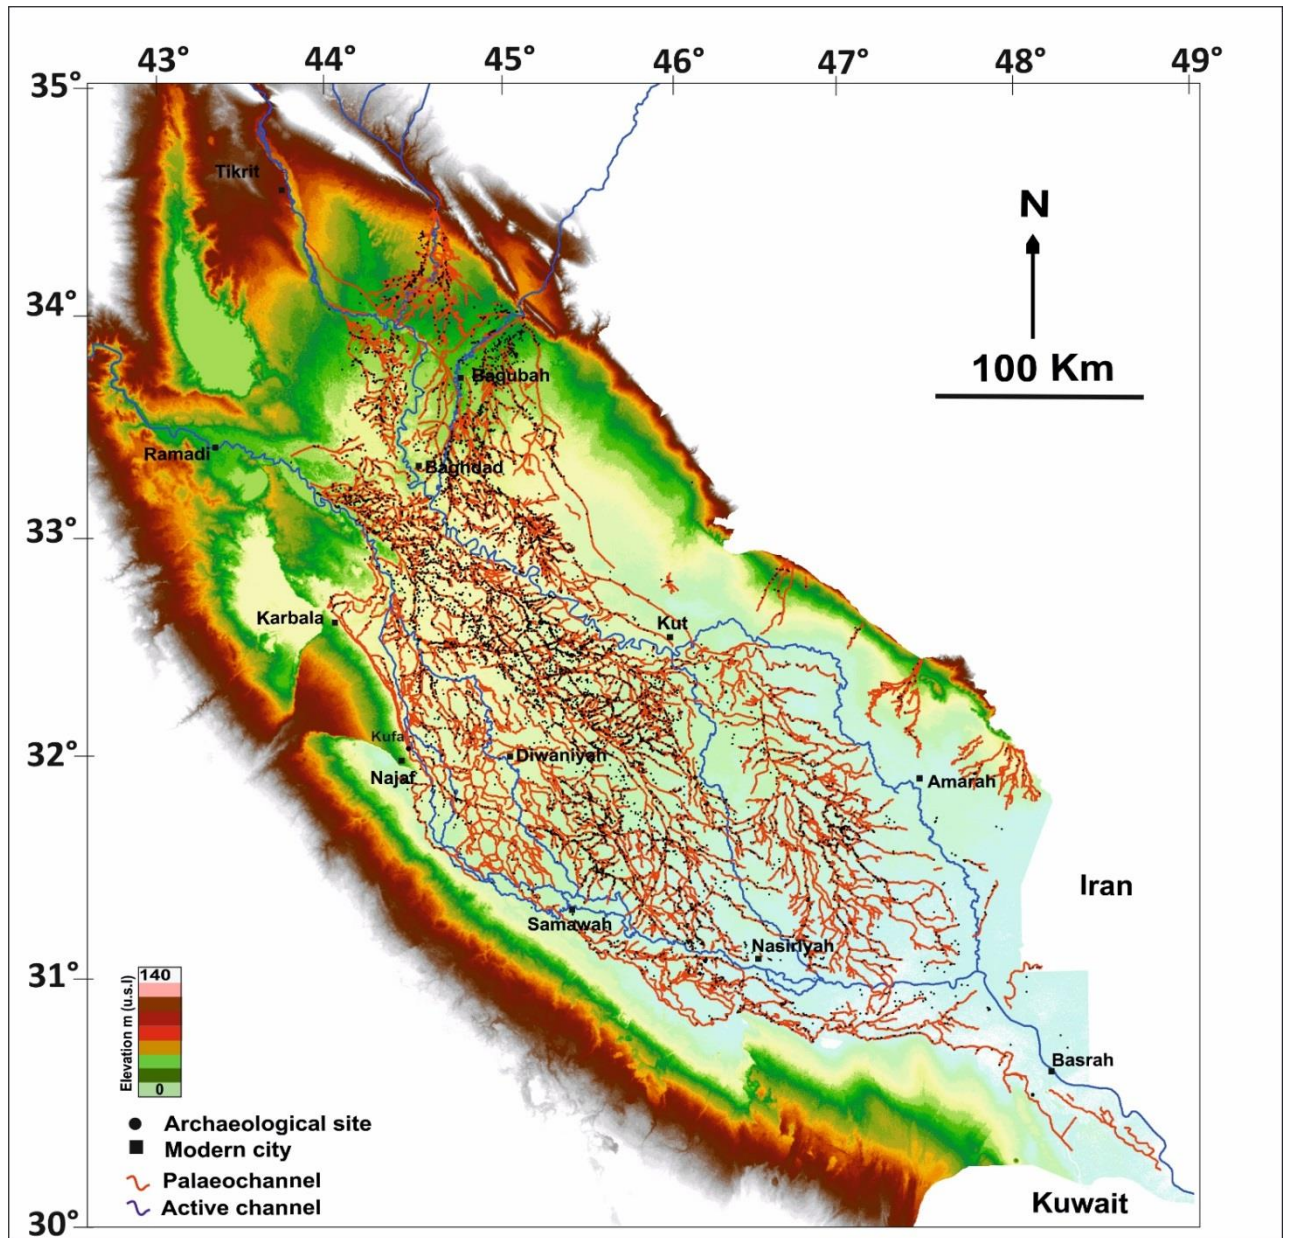 43° 44° 45° 46° 47° 48° 49°
35°
Tikrit
N
34°
100 Km
Baqubah
Ramadi
Baghdad
33°
Karbala
Kut
Kufa
32°
Diwaniyah
Najaf
Amarah
Iran
Samawah
Nasiriyah
31°
140
Elevation m (u.s.l)
0
Basrah
Archaeological site
Modern city
Palaeochannel
Active channel
Kuwait
30°